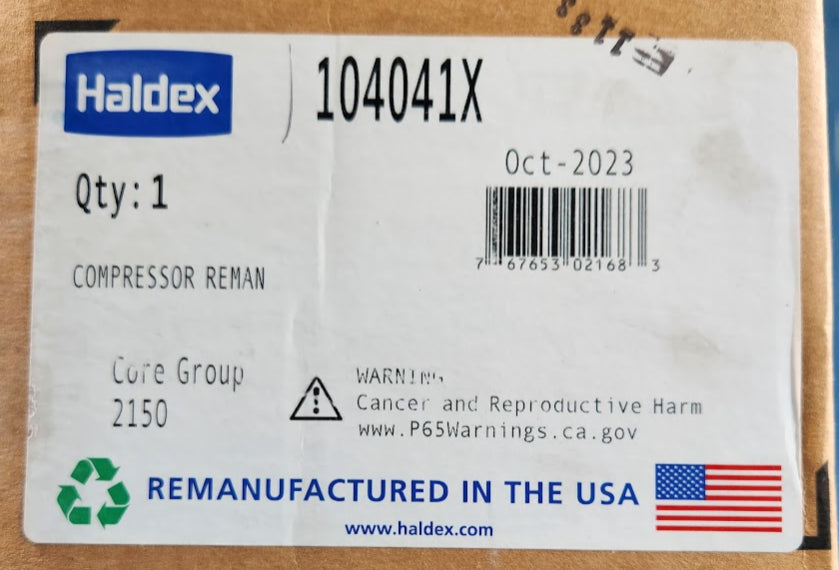 1188
Haldex
104041X
Oct-2023
Qty: 1
7 67653 02168 3
COMPRESSOR REMAN
Core Group
2150
WARNING
Cancer and Reproductive Harm
www.P65Warnings.ca.gov
REMANUFACTURED IN THE USA
www.haldex.com